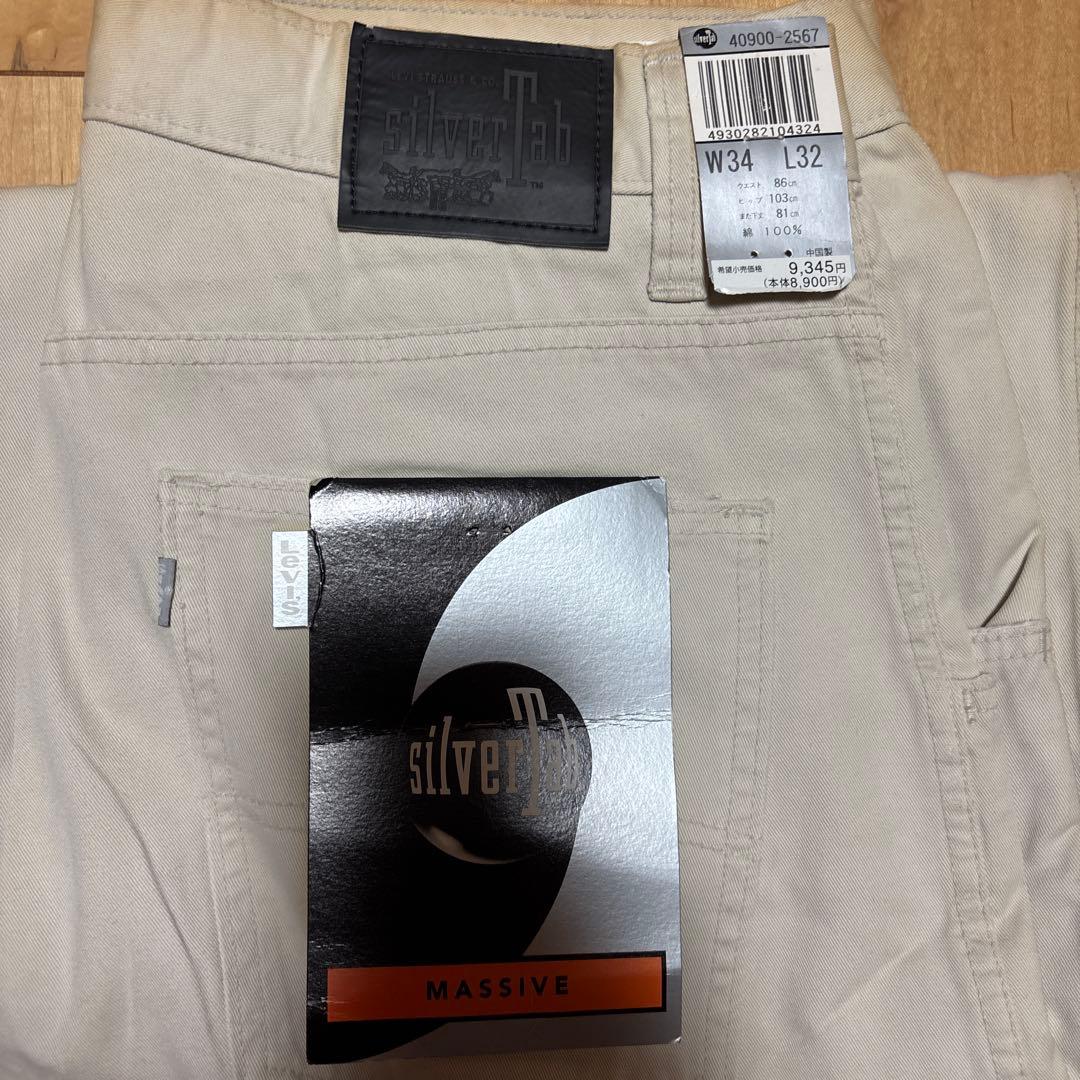 LEVI STRAUSS & CO
silverTab
TM
silverTab
40900-2567
4930282104324
W34 L32
ウエスト 86cm
ヒップ 103cm
また下丈 81cm
綿 100%
中国製
希望小売価格 9,345円
(本体8,900円)
Levi's
silverTab
MASSIVE